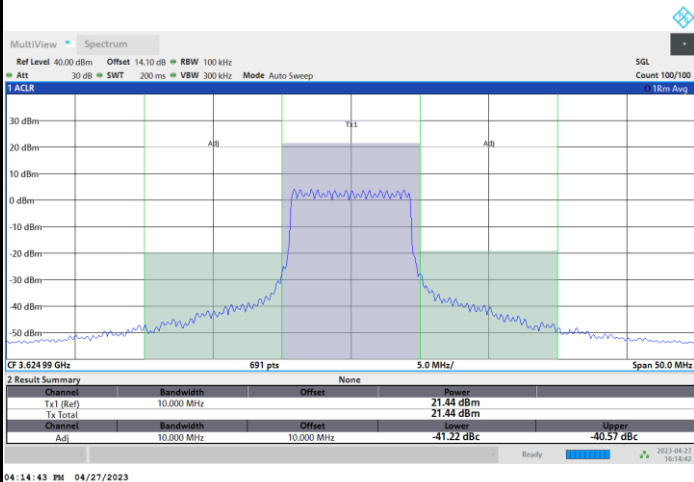 MultiView Spectrum
Ref Level 40.00 dBm Offset 14.10 dB RBW 100 kHz SGL
Att 30 dB SWT 200 ms VBW 300 kHz Mode Auto Sweep Count 100/100
1 ACLR 1Rm Avg
30 dBm
Tx1
20 dBm
Adj Adj
10 dBm
0 dBm
-10 dBm
-20 dBm
-30 dBm
-40 dBm
-50 dBm
CF 3.624 99 GHz 691 pts 5.0 MHz/ Span 50.0 MHz
2 Result Summary None
Channel Bandwidth Offset Power
Tx1 (Ref) 10.000 MHz 21.44 dBm
Tx Total 21.44 dBm
Channel Bandwidth Offset Lower Upper
Adj 10.000 MHz 10.000 MHz -41.22 dBc -40.57 dBc
Ready 2023-04-27
16:14:42
04:14:43 PM 04/27/2023